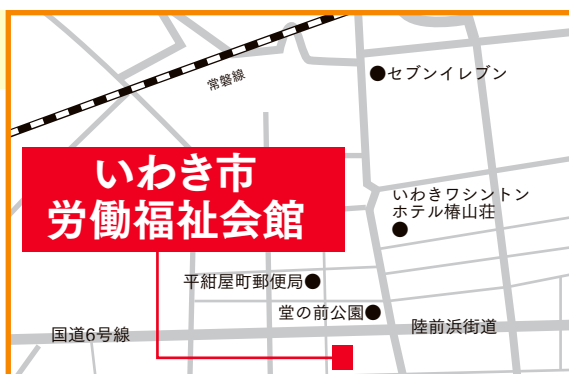 常磐線
セブンイレブン
いわき市
労働福祉会館
いわきワシントン
ホテル椿山荘
平紺屋町郵便局
堂の前公園
国道6号線
陸前浜街道